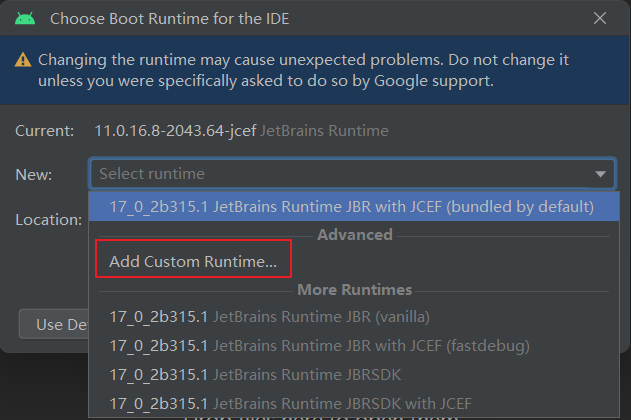 Choose Boot Runtime for the IDE
Changing the runtime may cause unexpected problems. Do not change it
unless you were specifically asked to do so by Google support.
Current: 11.0.16.8-2043.64-jcef JetBrains Runtime
New: Select runtime
17_0_2b315.1 JetBrains Runtime JBR with JCEF (bundled by default)
Location:
Advanced
Add Custom Runtime...
More Runtimes
17_0_2b315.1 JetBrains Runtime JBR (vanilla)
Use De
17_0_2b315.1 JetBrains Runtime JBR with JCEF (fastdebug)
17_0_2b315.1 JetBrains Runtime JBRSDK
17_0_2b315.1 JetBrains Runtime JBRSDK with JCEF